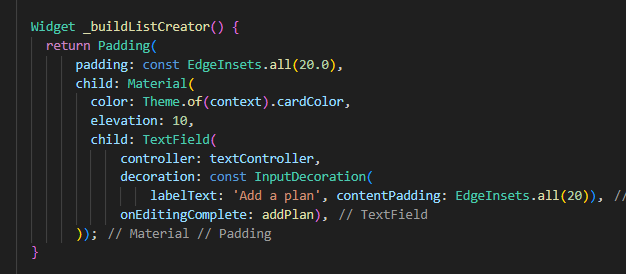 Widget _buildListCreator() {
return Padding(
padding: const EdgeInsets.all(20.0),
child: Material(
color: Theme.of(context).cardColor,
elevation: 10,
child: TextField(
controller: textController,
decoration: const InputDecoration(
labelText: 'Add a plan', contentPadding: EdgeInsets.all(20)), //
onEditingComplete: addPlan), // TextField
)); // Material // Padding
}